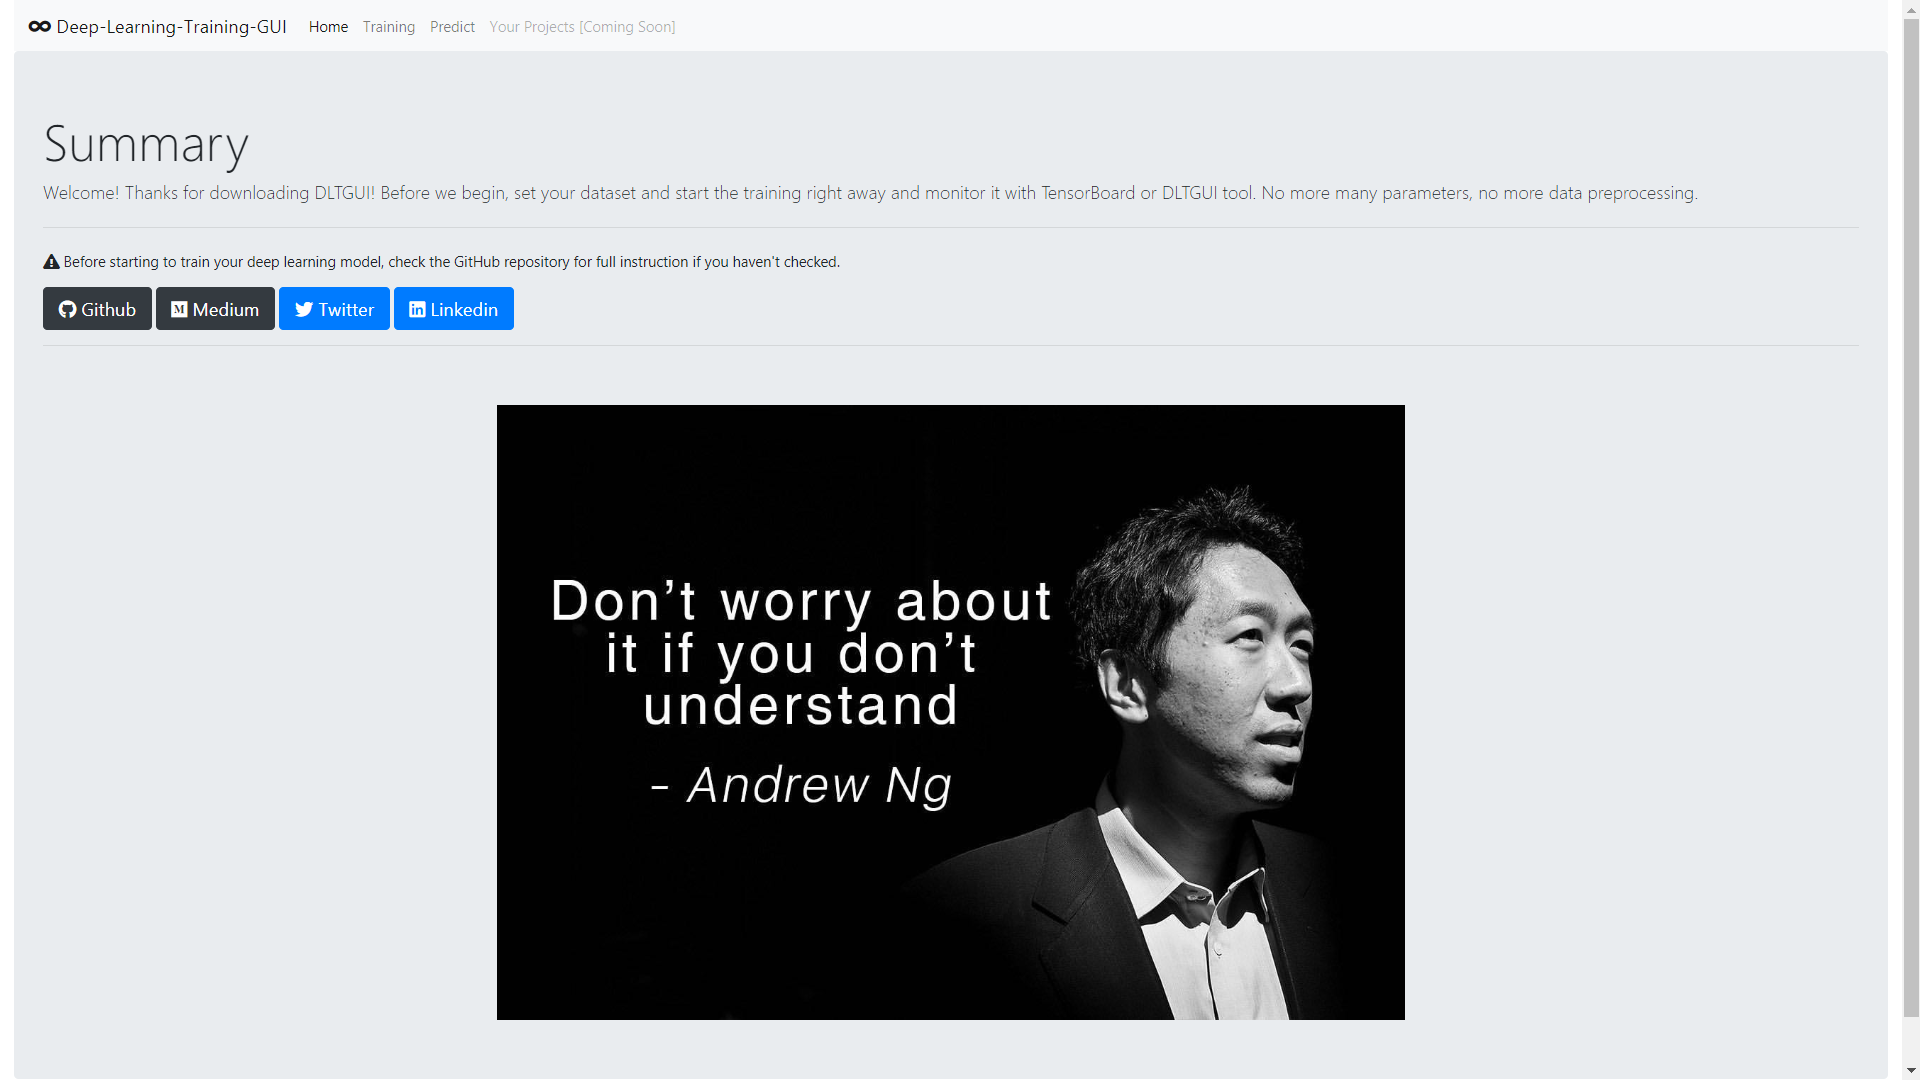 Deep-Learning-Training-GUI Home Training Predict Your Projects [Coming Soon]
Summary
Welcome! Thanks for downloading DLTGUI! Before we begin, set your dataset and start the training right away and monitor it with TensorBoard or DLTGUI tool. No more many parameters, no more data preprocessing.
Before starting to train your deep learning model, check the GitHub repository for full instruction if you haven't checked.
Github Medium Twitter Linkedin
Don’t worry about
it if you don’t
understand
- Andrew Ng